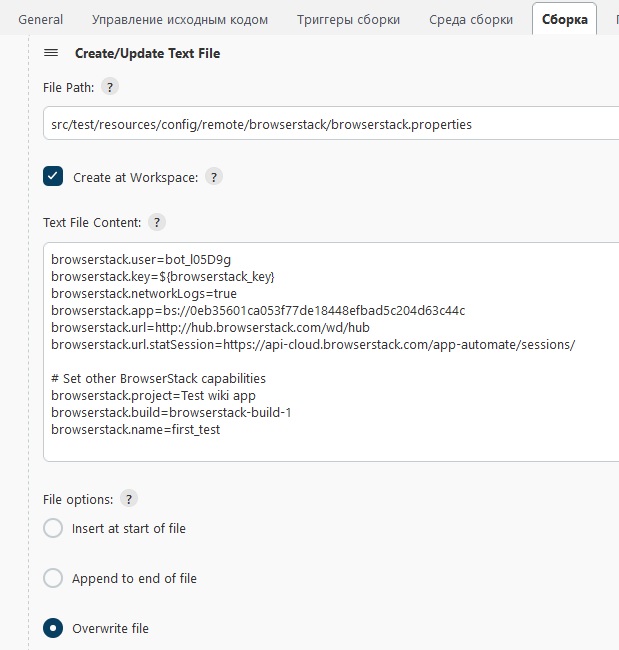 General Управление исходным кодом Триггеры сборки Среда сборки Сборка
Create/Update Text File
File Path: ?
src/test/resources/config/remote/browserstack/browserstack.properties
Create at Workspace: ?
Text File Content: ?
browserstack.user=bot_l05D9g
browserstack.key=${browserstack_key}
browserstack.networkLogs=true
browserstack.app=bs://0eb35601ca053f77de18448efbad5c204d63c44c
browserstack.url=http://hub.browserstack.com/wd/hub
browserstack.url.statSession=https://api-cloud.browserstack.com/app-automate/sessions/
# Set other BrowserStack capabilities
browserstack.project=Test wiki app
browserstack.build=browserstack-build-1
browserstack.name=first_test
File options: ?
Insert at start of file
Append to end of file
Overwrite file